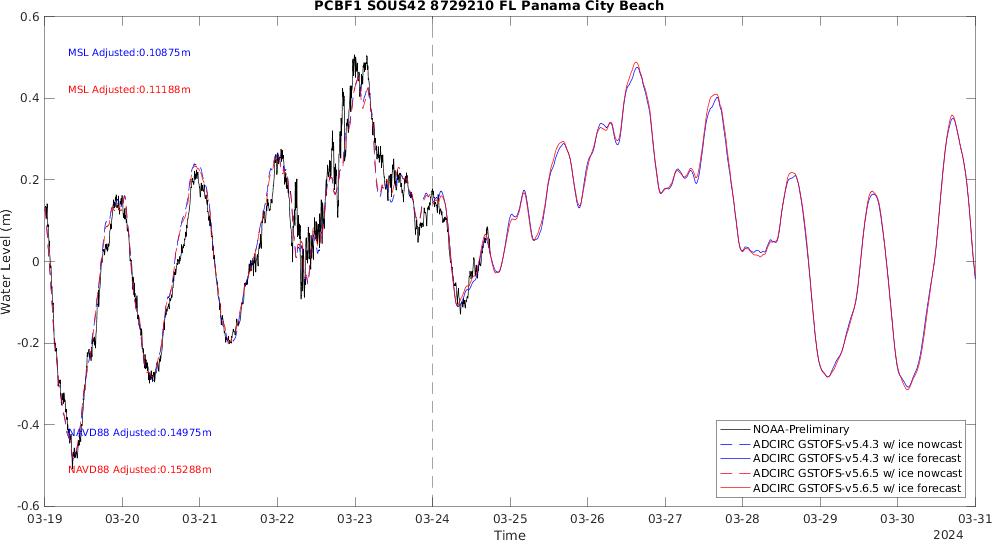 PCBF1 SOUS42 8729210 FL Panama City Beach
0.6
MSL Adjusted:0.10875m
MSL Adjusted:0.11188m
0.4
0.2
0
-0.2
-0.4
-0.6
Water Level (m)
NAVD88 Adjusted:0.14975m
NAVD88 Adjusted:0.15288m
NOAA-Preliminary
ADCIRC GSTOFS-v5.4.3 w/ ice nowcast
ADCIRC GSTOFS-v5.4.3 w/ ice forecast
ADCIRC GSTOFS-v5.6.5 w/ ice nowcast
ADCIRC GSTOFS-v5.6.5 w/ ice forecast
03-19 03-20 03-21 03-22 03-23 03-24 03-25 03-26 03-27 03-28 03-29 03-30 03-31
Time
2024